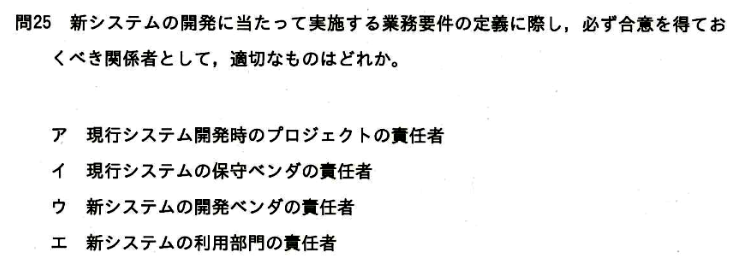 問25　新システムの開発に当たって実施する業務要件の定義に際し，必ず合意を得てお
くべき関係者として，適切なものはどれか。
ア　現行システム開発時のプロジェクトの責任者
イ　現行システムの保守ベンダの責任者
ウ　新システムの開発ベンダの責任者
エ　新システムの利用部門の責任者